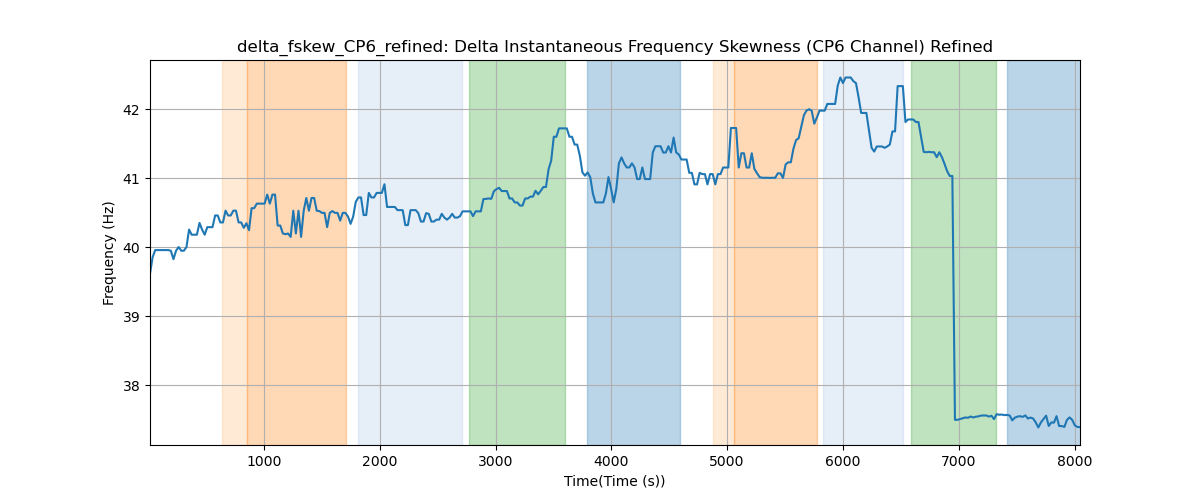 delta_fskew_CP6_refined: Delta Instantaneous Frequency Skewness (CP6 Channel) Refined
Frequency (Hz)
42
41
40
39
38
1000 2000 3000 4000 5000 6000 7000 8000
Time(Time (s))